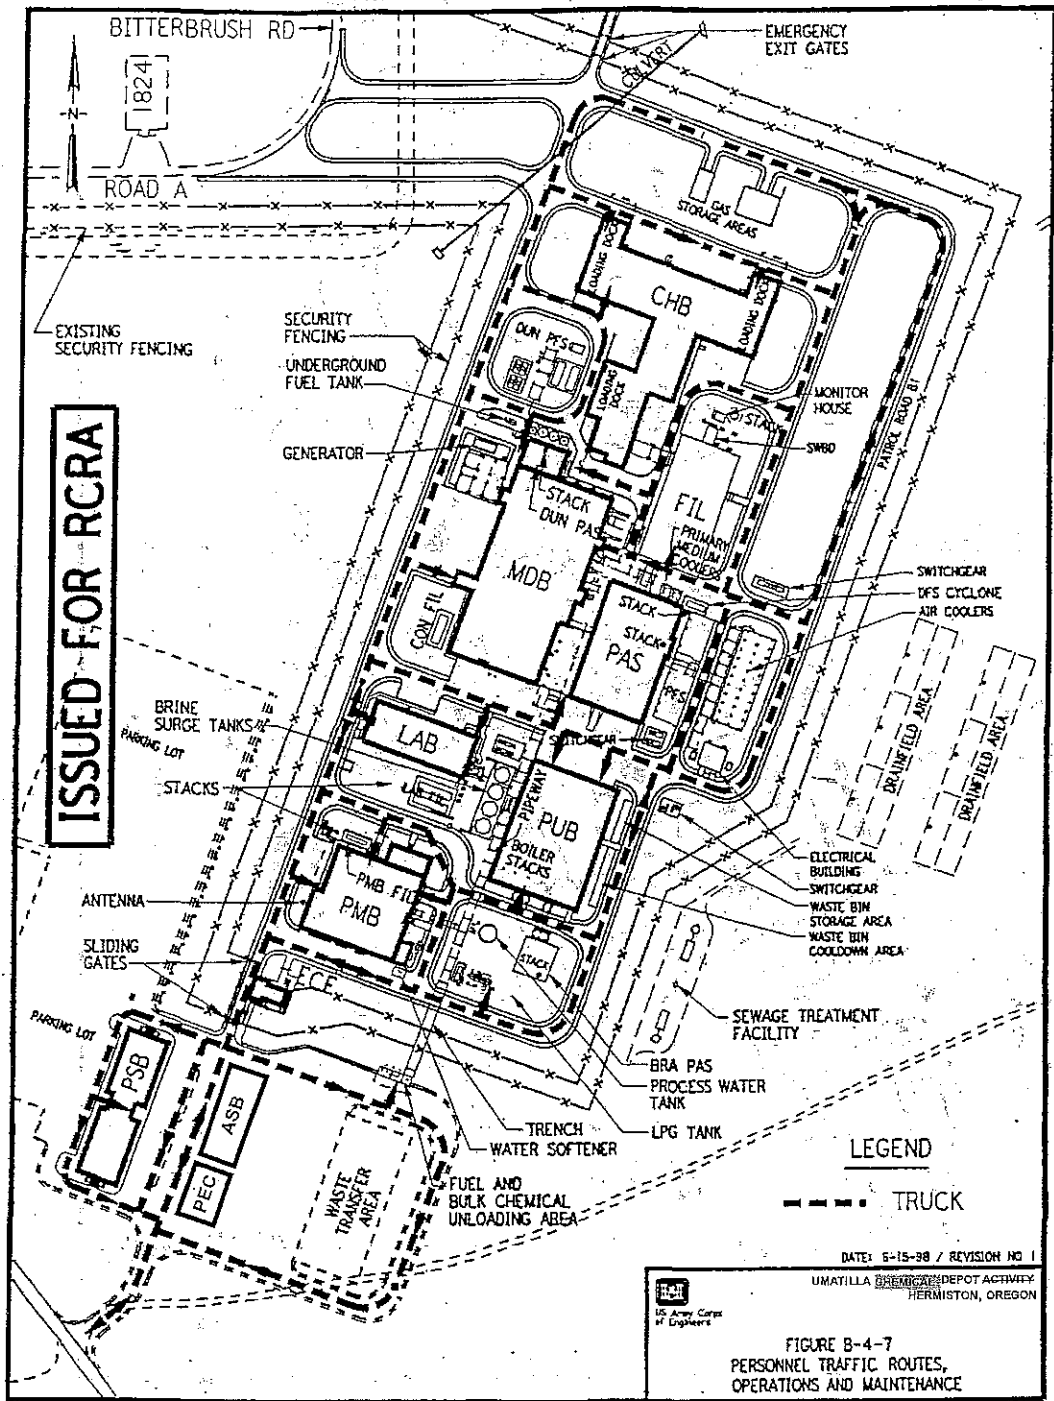 BITTERBRUSH RD
EMERGENCY
EXIT GATES
CULVERT
1824
-N-
ROAD A
GAS
STORAGE AREAS
LOADING DOCK
CHB
LOADING DOCK
EXISTING
SECURITY FENCING
SECURITY
FENCING
DUN PFS
UNDERGROUND
FUEL TANK
LOADING
DOCK
MONITOR
HOUSE
PATROL ROAD B1
STACK
SWBD
GENERATOR
ISSUED FOR RCRA
STACK
DUN PAS
FIL
PRIMARY
MEDIUM
COOLERS
MDB
SWITCHGEAR
DFS CYCLONE
AIR COOLERS
STACK
STACK
PAS
CON FIL
PFS
DRAINFIELD AREA
DRAINFIELD AREA
BRINE
SURGE TANKS
PARKING LOT
LAB
SWITCHGEAR
STACKS
PIPEWAY
PUB
BOILER
STACKS
ELECTRICAL
BUILDING
SWITCHGEAR
WASTE BIN
STORAGE AREA
WASTE BIN
COOLDOWN AREA
PMB FIL
ANTENNA
PMB
SLIDING
GATES
ECF
STACK
SEWAGE TREATMENT
FACILITY
PARKING LOT
PSB
BRA PAS
PROCESS WATER
TANK
LPG TANK
ASB
TRENCH
WATER SOFTENER
PEC
WASTE
TRANSFER
AREA
FUEL AND
BULK CHEMICAL
UNLOADING AREA
LEGEND
TRUCK
DATE: 5-15-98 / REVISION NO 1
UMATILLA CHEMICAL DEPOT ACTIVITY
HERMISTON, OREGON
US Army Corps
of Engineers
FIGURE B-4-7
PERSONNEL TRAFFIC ROUTES,
OPERATIONS AND MAINTENANCE